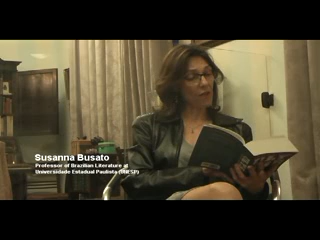 Susanna Busato
Professor of Brazilian Literature at
Universidade Estadual Paulista (UNESP)